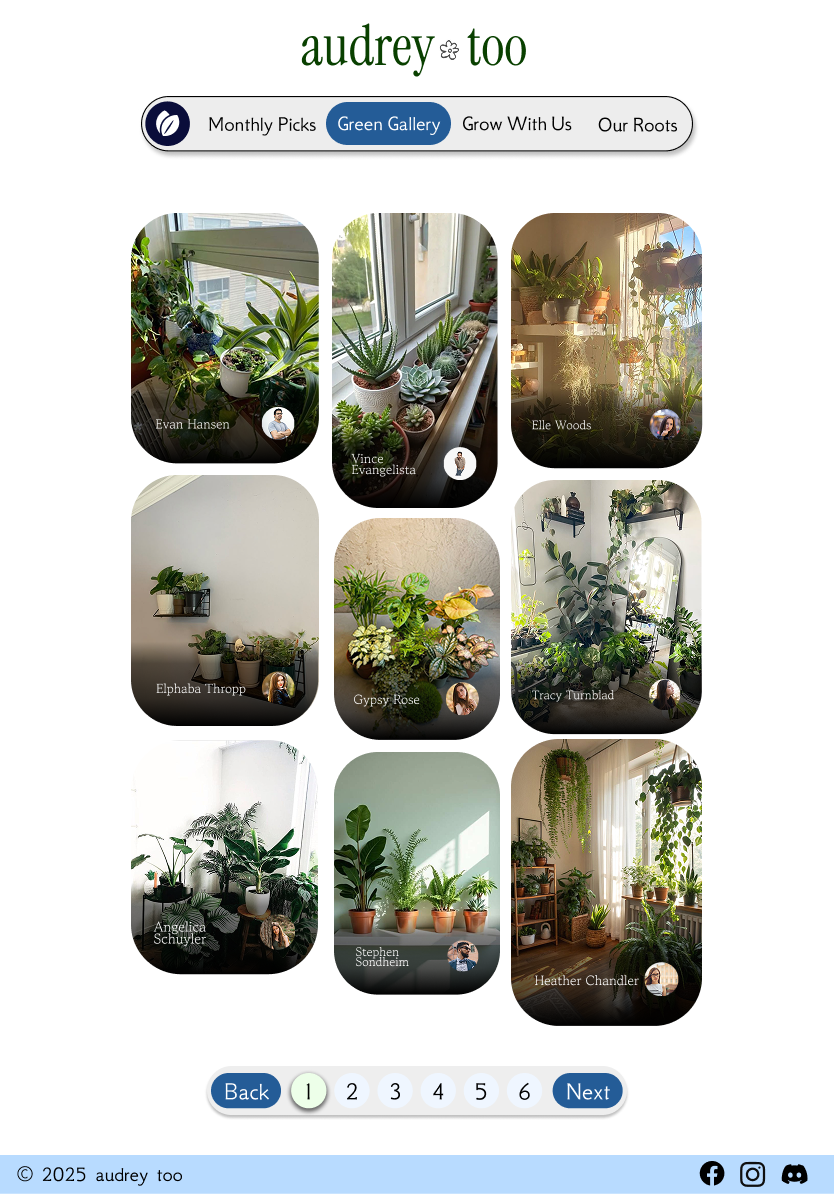 audrey too
Monthly Picks Green Gallery Grow With Us Our Roots
Evan Hansen
Vince
Evangelista
Elle Woods
Elphaba Thropp
Gypsy Rose
Tracy Turnblad
Angelica
Schuyler
Stephen
Sondheim
Heather Chandler
Back 1 2 3 4 5 6 Next
© 2025 audrey too